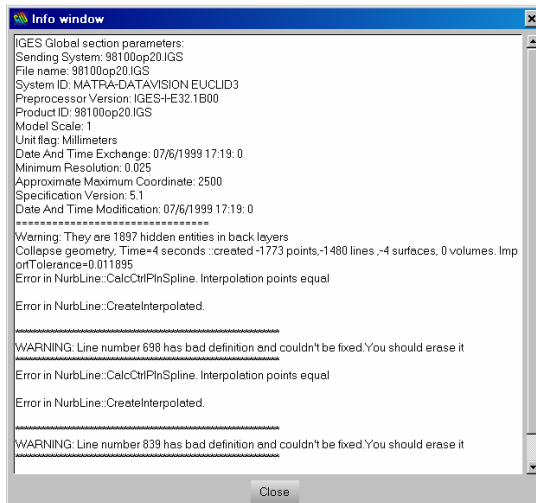 Info window
IGES Global section parameters:
Sending System: 98100op20.IGS
File name: 98100op20.IGS
System ID: MATRA-DATAVISION EUCLID3
Preprocessor Version: IGES-I-E32.1B00
Product ID: 98100op20.IGS
Model Scale: 1
Unit flag: Millimeters
Date And Time Exchange: 07/6/1999 17:19: 0
Minimum Resolution: 0.025
Approximate Maximum Coordinate: 2500
Specification Version: 5.1
Date And Time Modification: 07/6/1999 17:19: 0
================================
Warning: They are 1897 hidden entities in back layers
Collapse geometry, Time=4 seconds ::created -1773 points,-1480 lines ,-4 surfaces, 0 volumes. Imp
ortTolerance=0.011895
Error in NurbLine::CalcCtrlPInSpline. Interpolation points equal
Error in NurbLine::CreateInterpolated.
WARNING: Line number 698 has bad definition and couldn't be fixed.You should erase it
Error in NurbLine::CalcCtrlPInSpline. Interpolation points equal
Error in NurbLine::CreateInterpolated.
WARNING: Line number 839 has bad definition and couldn't be fixed.You should erase it
Close